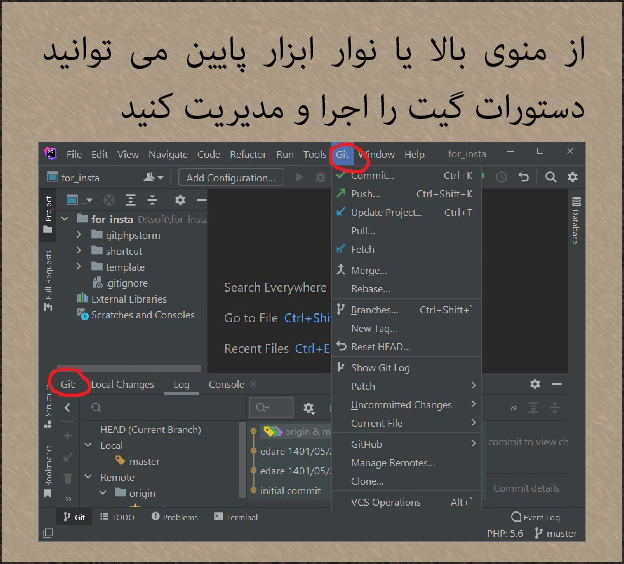 از منوی بالا یا نوار ابزار پایین می توانید
دستورات گیت را اجرا و مدیریت کنید
File Edit View Navigate Code Refactor Run Tools Git Window Help for_insta
for_insta Add Configuration...
Project
Pull Requests
Bookmarks
Database
for_insta D:\soft\for_insta
gitphpstorm
shortcut
template
.gitignore
External Libraries
Scratches and Consoles
Search Everywhere
Go to File Ctrl+Shi
Recent Files Ctrl+E
Commit... Ctrl+K
Push... Ctrl+Shift+K
Update Project... Ctrl+T
Pull...
Fetch
Merge...
Rebase...
Branches... Ctrl+Shift+`
New Tag...
Reset HEAD...
Show Git Log
Patch
Uncommitted Changes
Current File
GitHub
Manage Remotes...
Clone...
VCS Operations Alt+`
Git: Local Changes Log Console
HEAD (Current Branch)
Local
master
Remote
origin
origin & m
edare 1401/05/
edare 1401/05/2
initial commit
commit to view ch
Commit details
Git TODO Problems Terminal Event Log
PHP: 5.6 master